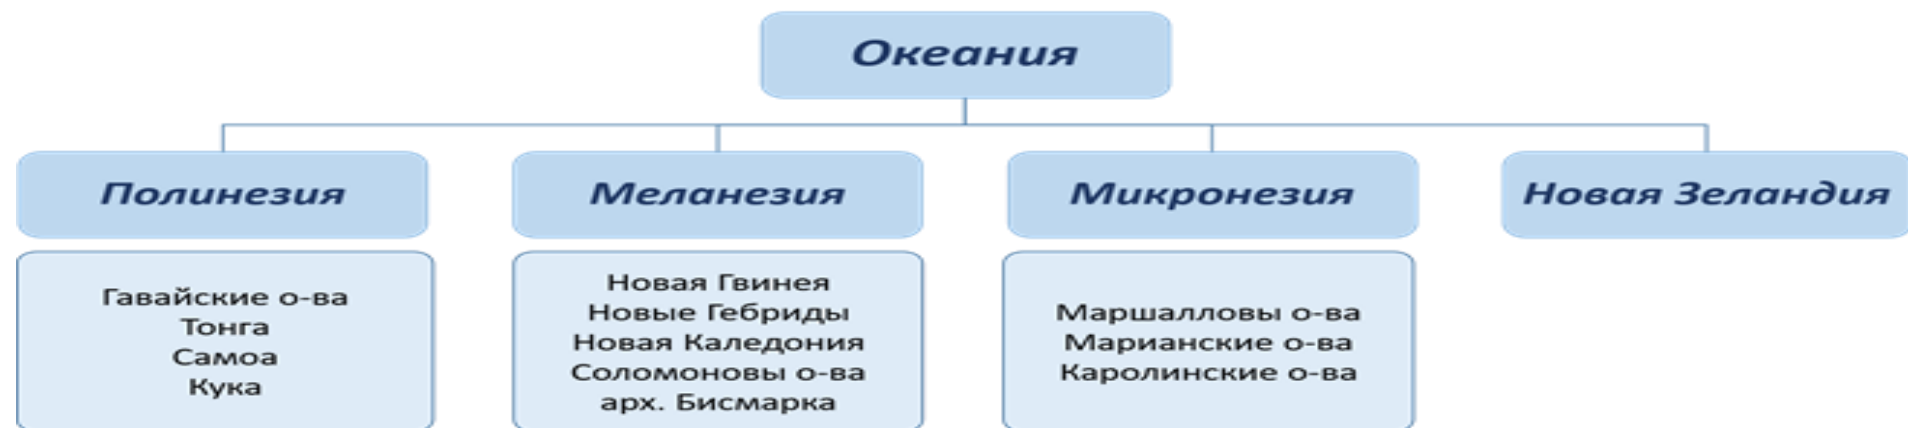 Океания
Полинезия
Меланезия
Микронезия
Новая Зеландия
Гавайские о-ва
Тонга
Самоа
Кука
Новая Гвинея
Новые Гебриды
Новая Каледония
Соломоновы о-ва
арх. Бисмарка
Маршалловы о-ва
Марианские о-ва
Каролинские о-ва